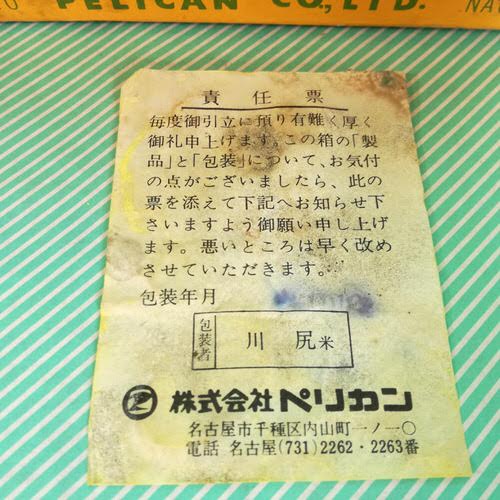 PELICAN CO., LTD.
責任票
毎度御引立に預り有難く厚く
御礼申上げます。この箱の「製
品」と「包装」について、お気付
の点がございましたら、此の
票を添えて下記へお知らせ下
さいますよう御願い申し上げ
ます。悪いところは早く改め
させていただきます。
包装年月
包装者 川尻米
株式会社ペリカン
名古屋市千種区内山町一ノ一〇
電話 名古屋(731)2262・2263番